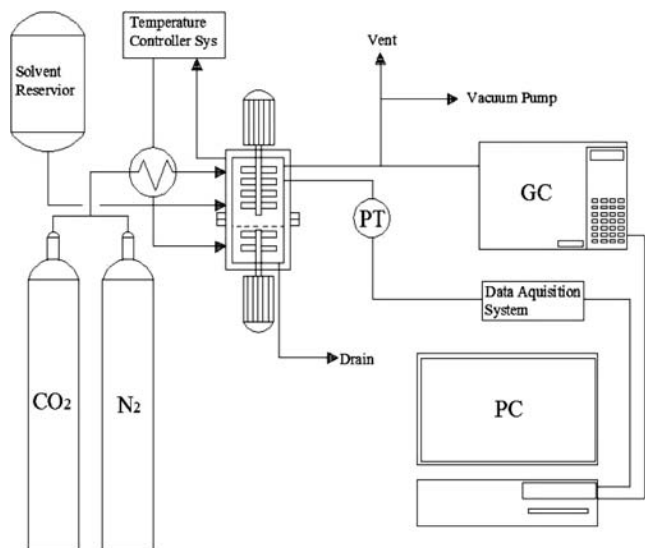 Temperature
Controller Sys
Solvent
Reservior
Vent
Vacuum Pump
GC
PT
Data Aquisition
System
Drain
PC
CO₂
N₂